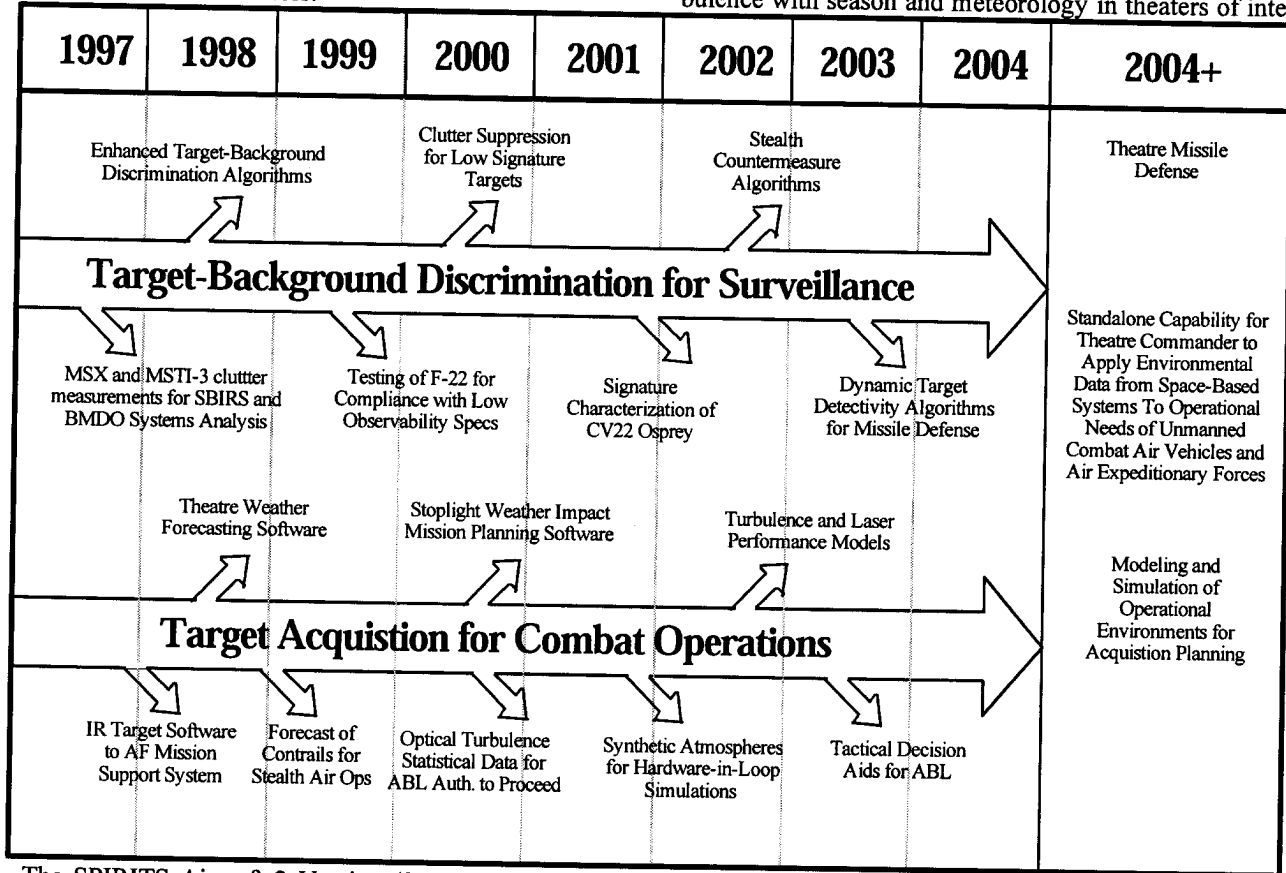 bulence with season and meteorology in theaters of inte
1997 1998 1999 2000 2001 2002 2003 2004 2004+
Enhanced Target-Background
Discrimination Algorithms
Clutter Suppression
for Low Signature
Targets
Stealth
Countermeasure
Algorithms
Theatre Missile
Defense
Target-Background Discrimination for Surveillance
MSX and MSTI-3 cluttter
measurements for SBIRS and
BMDO Systems Analysis
Testing of F-22 for
Compliance with Low
Observability Specs
Signature
Characterization of
CV22 Osprey
Dynamic Target
Detectivity Algorithms
for Missile Defense
Standalone Capability for
Theatre Commander to
Apply Environmental
Data from Space-Based
Systems To Operational
Needs of Unmanned
Combat Air Vehicles and
Air Expeditionary Forces
Theatre Weather
Forecasting Software
Stoplight Weather Impact
Mission Planning Software
Turbulence and Laser
Performance Models
Modeling and
Simulation of
Operational
Environments for
Acquistion Planning
Target Acquistion for Combat Operations
IR Target Software
to AF Mission
Support System
Forecast of
Contrails for
Stealth Air Ops
Optical Turbulence
Statistical Data for
ABL Auth. to Proceed
Synthetic Atmospheres
for Hardware-in-Loop
Simulations
Tactical Decision
Aids for ABL